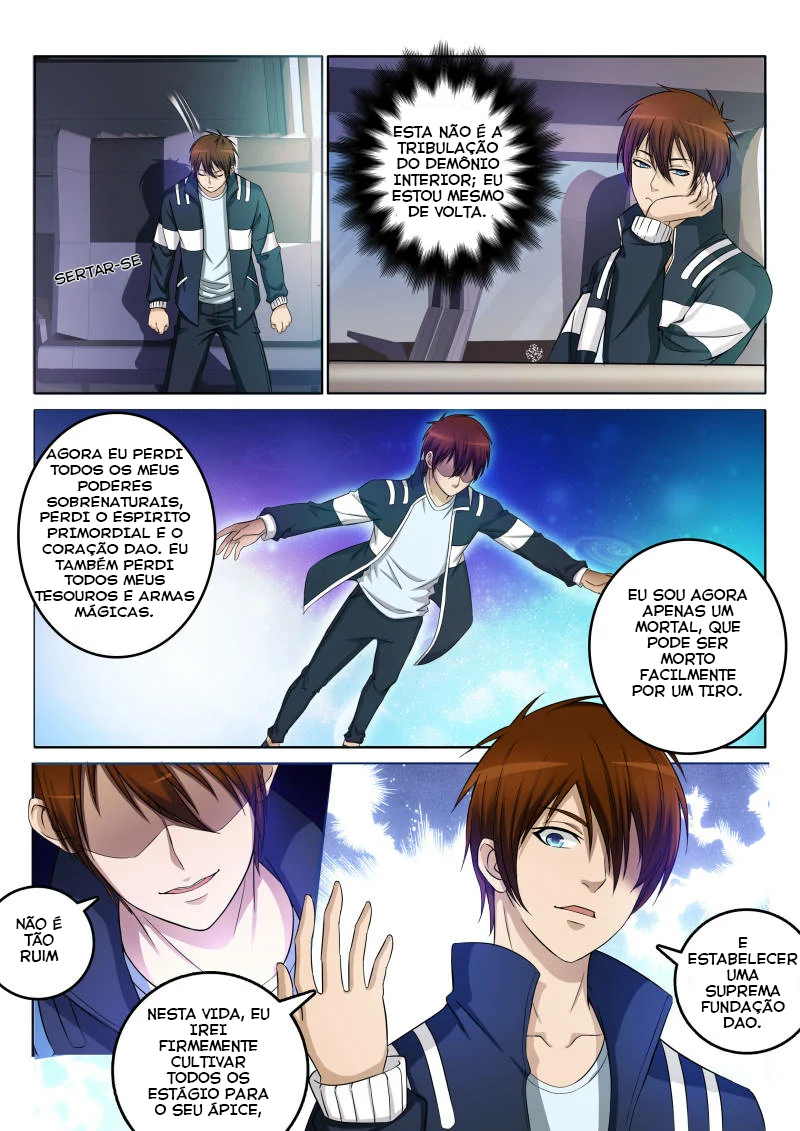 SERTAR-SE
ESTA NÃO É A
TRIBULAÇÃO
DO DEMÔNIO
INTERIOR; EU
ESTOU MESMO
DE VOLTA.
AGORA EU PERDI
TODOS OS MEUS
PODERES
SOBRENATURAIS,
PERDI O ESPIRITO
PRIMORDIAL E O
CORAÇÃO DAO. EU
TAMBÉM PERDI
TODOS MEUS
TESOUROS E ARMAS
MÁGICAS.
EU SOU AGORA
APENAS UM
MORTAL, QUE
PODE SER
MORTO
FACILMENTE
POR UM TIRO.
NÃO É
TÃO
RUIM
NESTA VIDA, EU
IREI
FIRMEMENTE
CULTIVAR
TODOS OS
ESTÁGIO PARA
O SEU ÁPICE,
E
ESTABELECER
UMA
SUPREMA
FUNDAÇÃO
DAO.